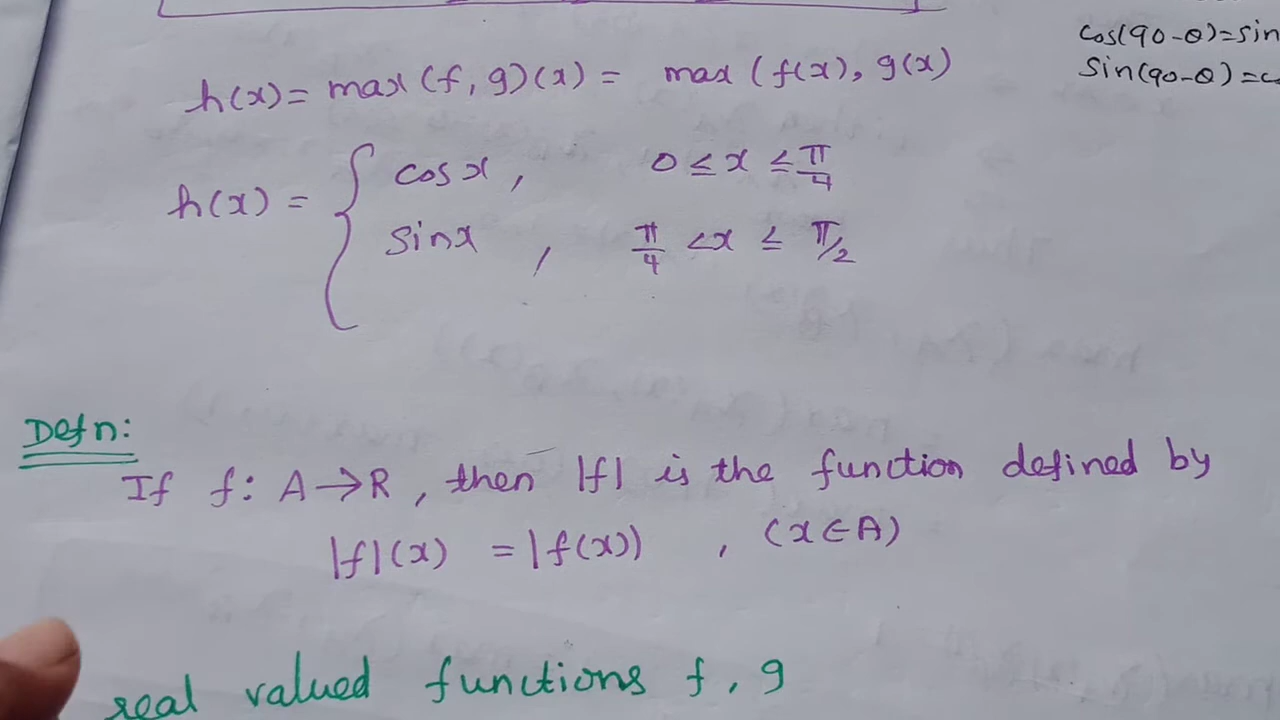 cos(90-θ)=sin
sin(90-θ)=c
h(x)= max (f, g)(x) = max (f(x), g(x)
h(x) = { cos x , 0 ≤ x ≤ π/4
sin x , π/4 < x ≤ π/2
Defn:
If f: A→R, then |f| is the function defined by
|f|(x) = |f(x)) , (x∈A)
real valued functions f, g